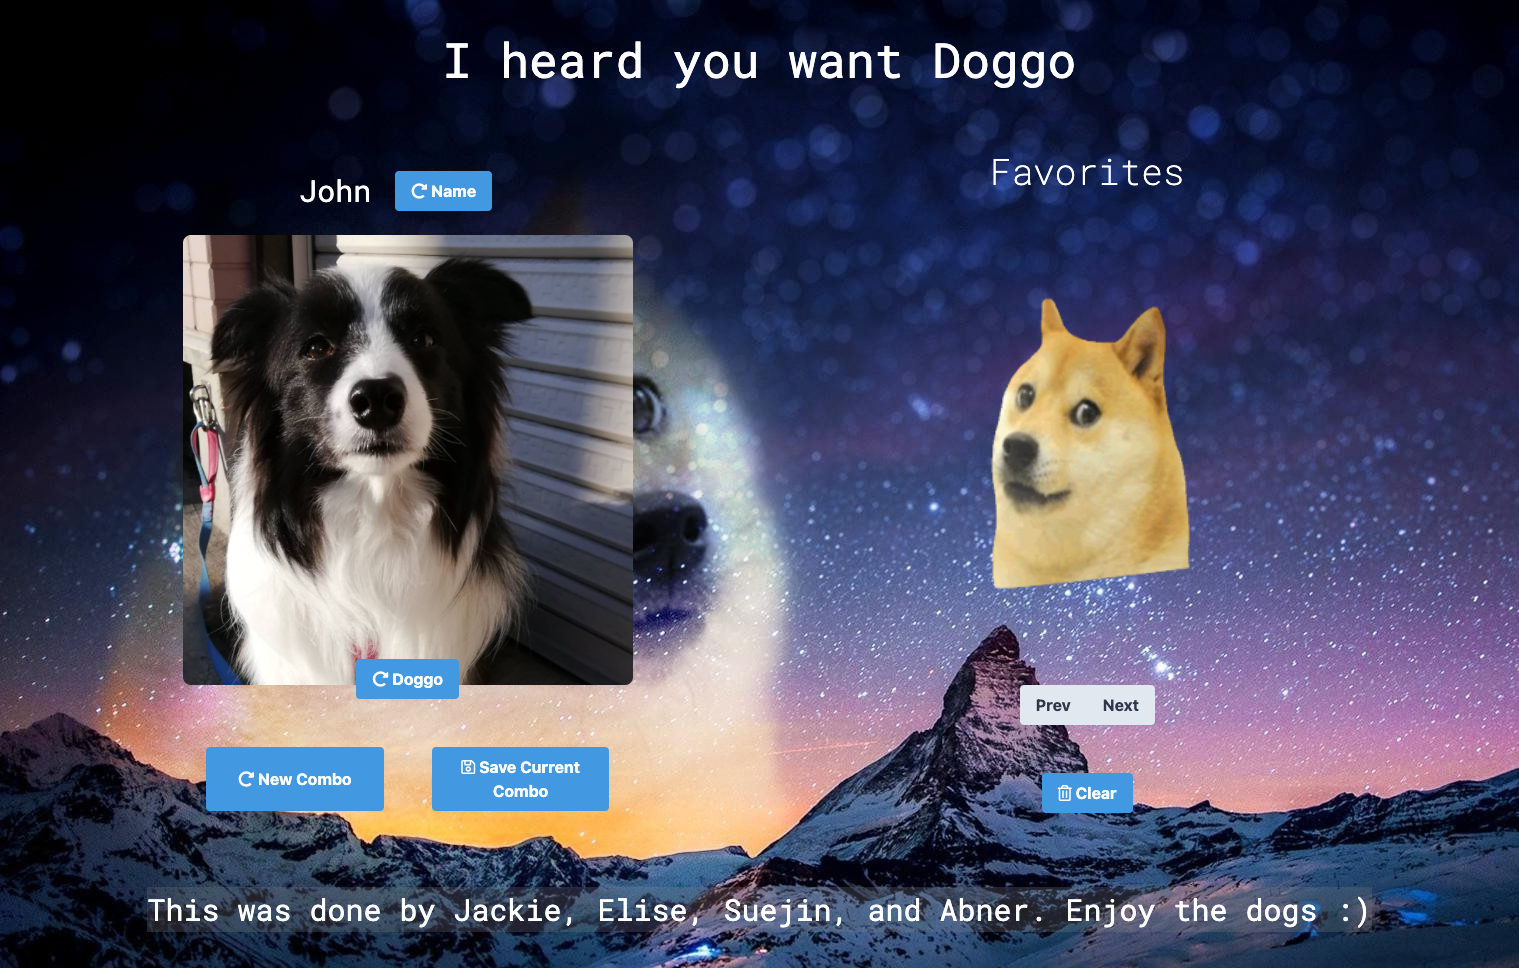 I heard you want Doggo
John
Name
Doggo
New Combo
Save Current
Combo
Favorites
Prev
Next
Clear
This was done by Jackie, Elise, Suejin, and Abner. Enjoy the dogs :)